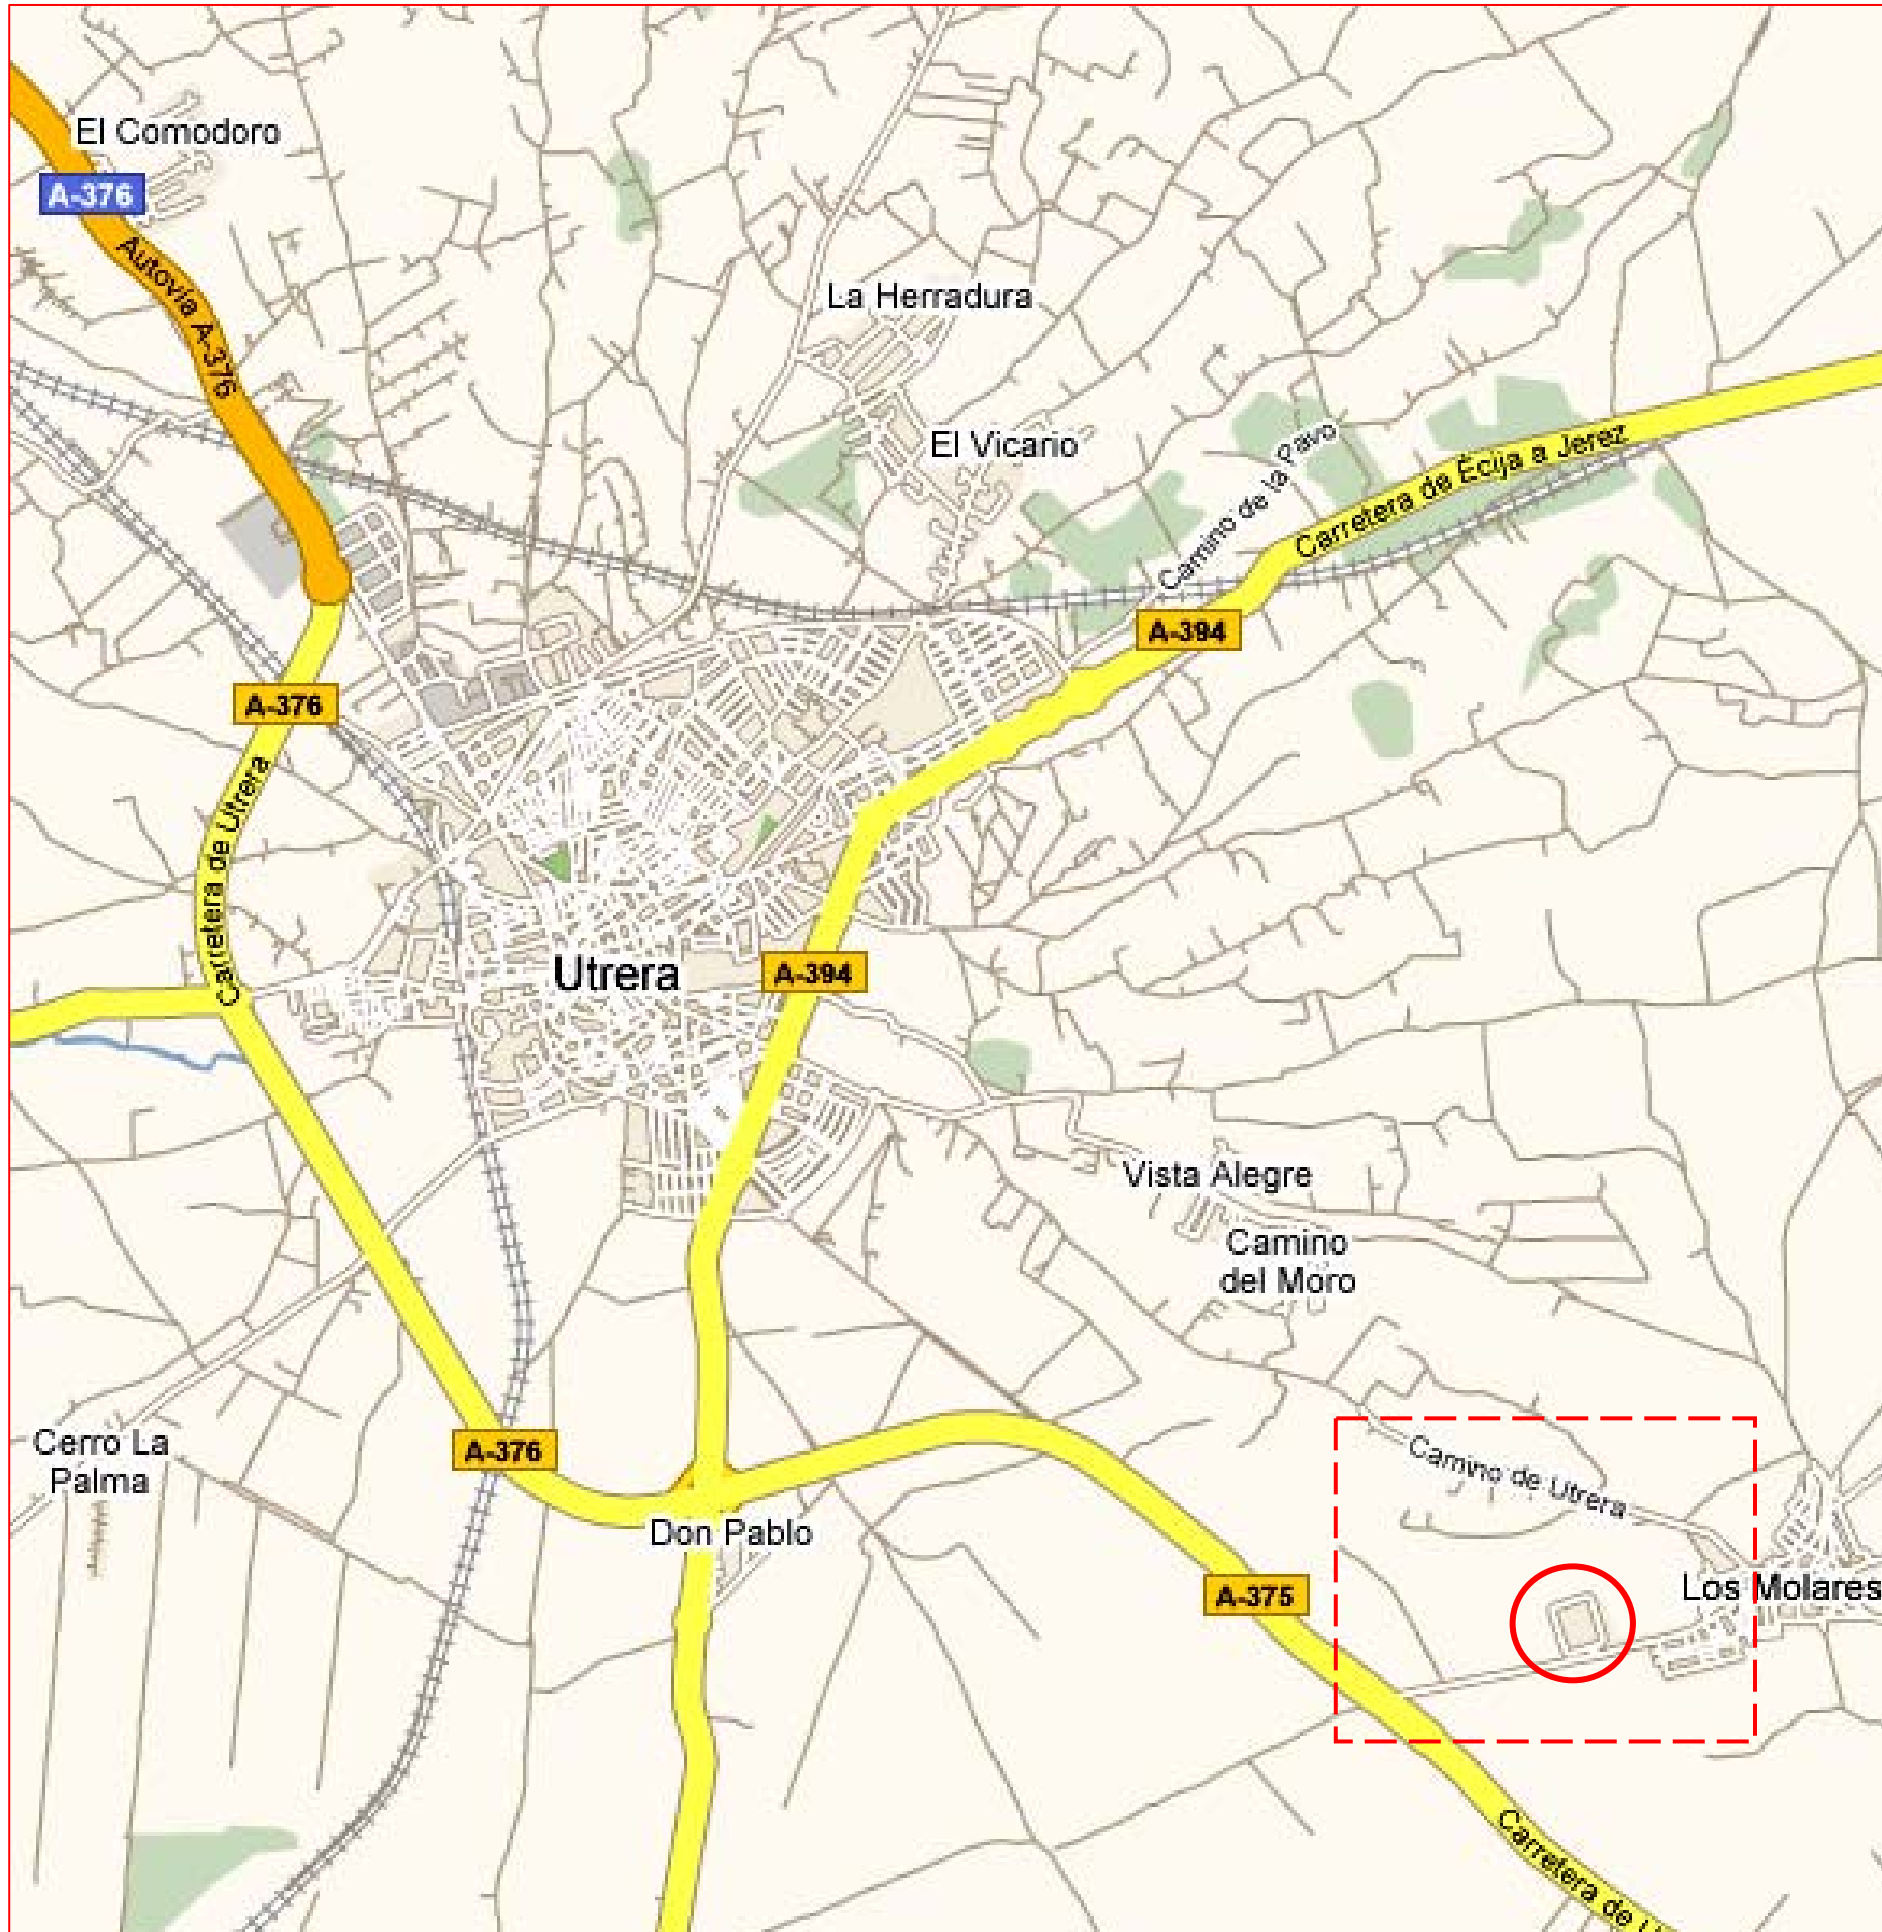 El Comodoro
A-376
Autovía A-376
La Herradura
El Vicario
Camino de la Pavo
Carretera de Écija a Jerez
A-394
A-376
Carretera de Utrera
Utrera
A-394
Vista Alegre
Camino
del Moro
Cerro La
Palma
A-376
Camino de Utrera
Don Pablo
A-375
Los Molares
Carretera de